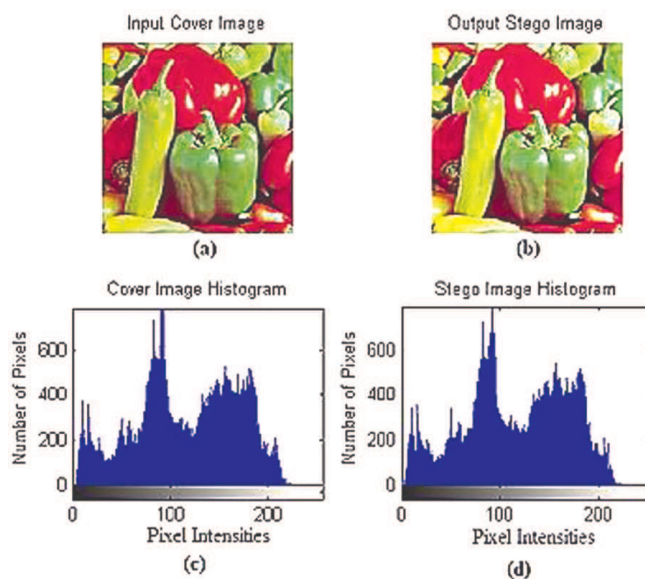 Input Cover Image
Output Stego Image
(a)
(b)
Cover Image Histogram
Stego Image Histogram
Number of Pixels
600
400
200
0
0
100
200
Pixel Intensities
(c)
Number of Pixels
600
400
200
0
0
100
200
Pixel Intensities
(d)